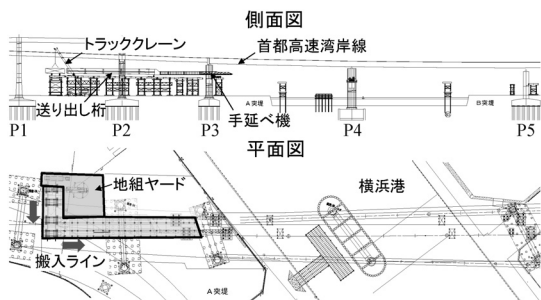 側面図
トラッククレーン
首都高速湾岸線
送り出し桁
手延べ機
A突堤
B突堤
P1
P2
P3
P4
P5
平面図
地組ヤード
横浜港
搬入ライン
A突堤